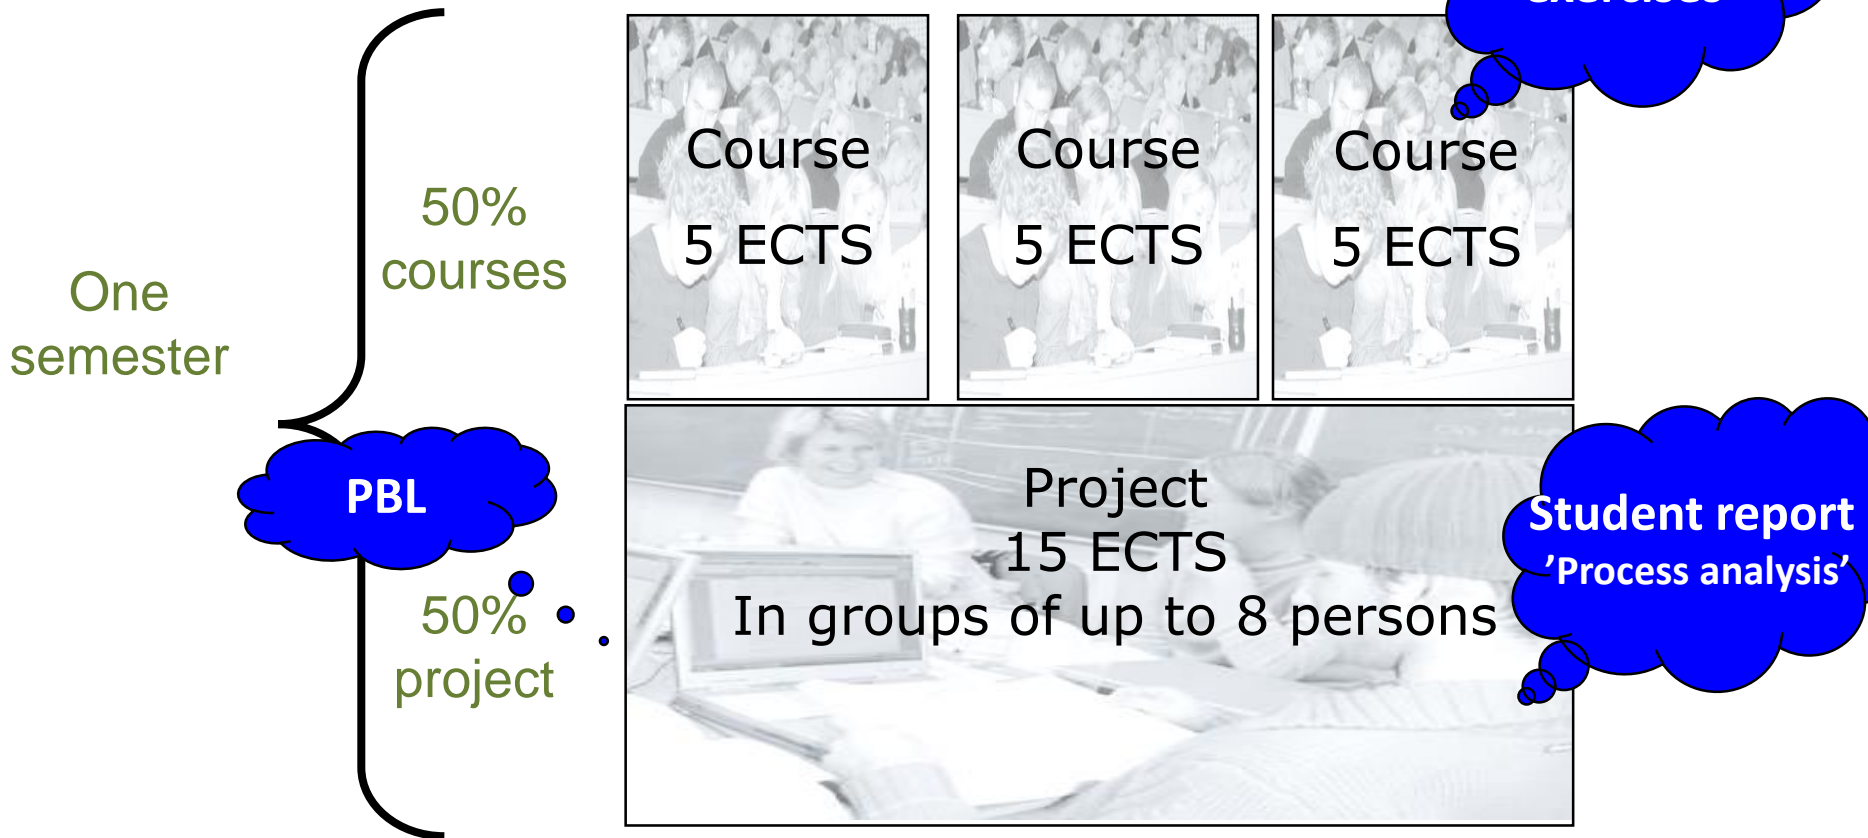 One
semester
50%
courses
Course
5 ECTS
Course
5 ECTS
Course
5 ECTS
PBL
50%
project
Project
15 ECTS
In groups of up to 8 persons
Student report
’Process analysis’